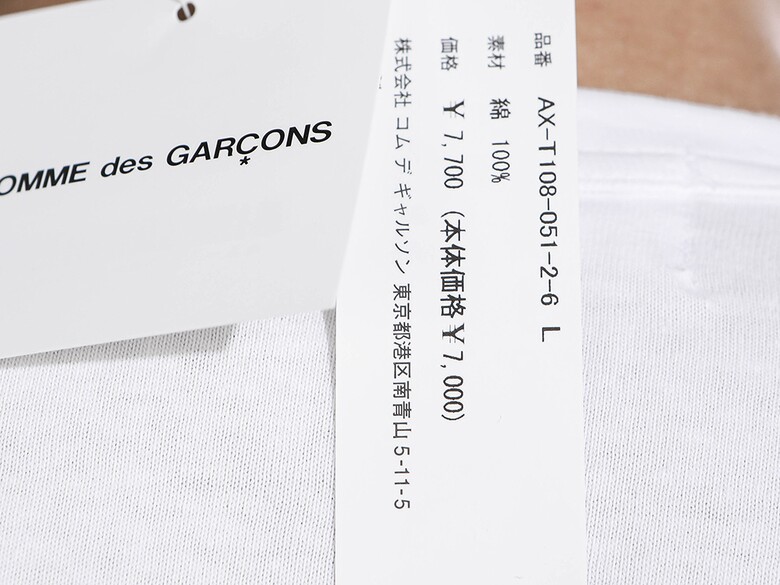 OMME des GARÇONS
品番 AX-T108-051-2-6 L
素材 綿 100%
価格 ¥7,700 (本体価格¥7,000)
株式会社 コム デ ギャルソン 東京都港区南青山 5-11-5